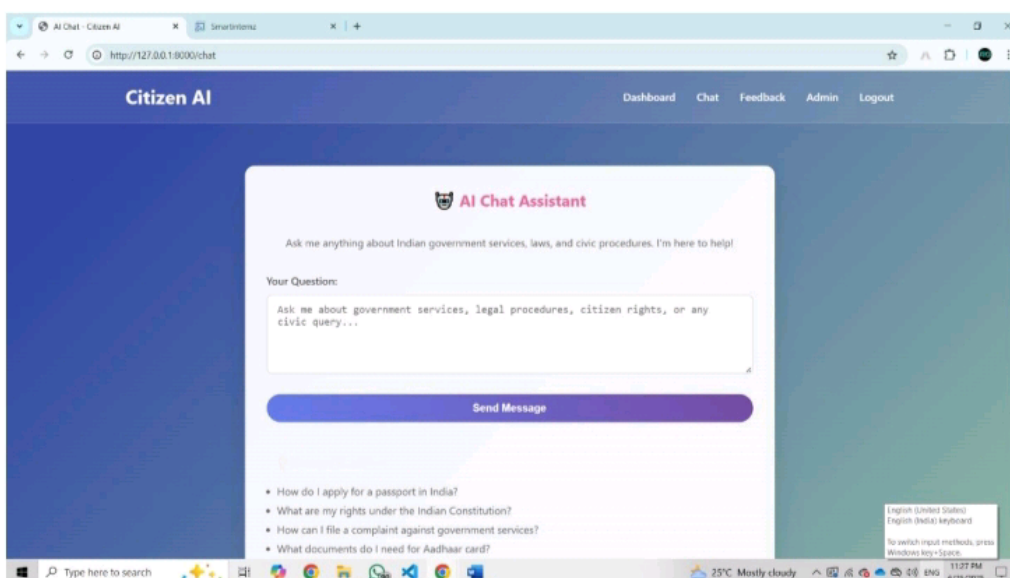 AI Chat - Citizen AI
SmartInternz
http://127.0.0.1:8000/chat
Citizen AI
Dashboard Chat Feedback Admin Logout
AI Chat Assistant
Ask me anything about Indian government services, laws, and civic procedures. I'm here to help!
Your Question:
Ask me about government services, legal procedures, citizen rights, or any
civic query...
Send Message
• How do I apply for a passport in India?
• What are my rights under the Indian Constitution?
• How can I file a complaint against government services?
• What documents do I need for Aadhaar card?
English (United States)
English (India) keyboard
To switch input methods, press
Windows key+Space.
Type here to search
25°C Mostly cloudy
ENG
11:27 PM